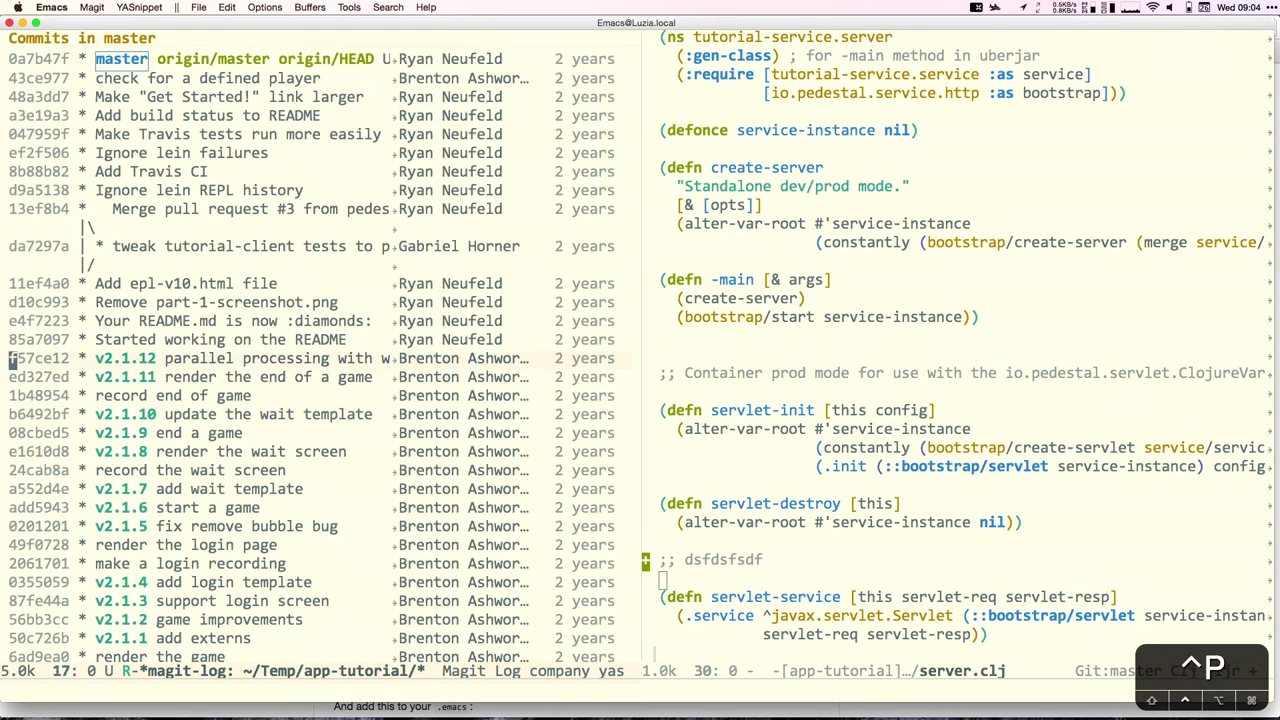 Emacs Magit YASnippet File Edit Options Buffers Tools Search Help 0.5KB/s 0.8KB/s 26 Wed 09:04
Emacs@Luzia.local
Commits in master
0a7b47f * master origin/master origin/HEAD U Ryan Neufeld 2 years
43ce977 * check for a defined player Brenton Ashwor… 2 years
48a3dd7 * Make "Get Started!" link larger Ryan Neufeld 2 years
a3e19a3 * Add build status to README Ryan Neufeld 2 years
047959f * Make Travis tests run more easily Ryan Neufeld 2 years
ef2f506 * Ignore lein failures Ryan Neufeld 2 years
8b88b82 * Add Travis CI Ryan Neufeld 2 years
d9a5138 * Ignore lein REPL history Ryan Neufeld 2 years
13ef8b4 * Merge pull request #3 from pedes Ryan Neufeld 2 years
|\
da7297a | * tweak tutorial-client tests to p Gabriel Horner 2 years
|/
11ef4a0 * Add epl-v10.html file Ryan Neufeld 2 years
d10c993 * Remove part-1-screenshot.png Ryan Neufeld 2 years
e4f7223 * Your README.md is now :diamonds: Ryan Neufeld 2 years
85a7097 * Started working on the README Ryan Neufeld 2 years
f57ce12 * v2.1.12 parallel processing with w Brenton Ashwor… 2 years
ed327ed * v2.1.11 render the end of a game Brenton Ashwor… 2 years
1b48954 * record end of game Brenton Ashwor… 2 years
b6492bf * v2.1.10 update the wait template Brenton Ashwor… 2 years
08cbed5 * v2.1.9 end a game Brenton Ashwor… 2 years
e1610d8 * v2.1.8 render the wait screen Brenton Ashwor… 2 years
24cab8a * record the wait screen Brenton Ashwor… 2 years
a552d4e * v2.1.7 add wait template Brenton Ashwor… 2 years
add5943 * v2.1.6 start a game Brenton Ashwor… 2 years
0201201 * v2.1.5 fix remove bubble bug Brenton Ashwor… 2 years
49f0728 * render the login page Brenton Ashwor… 2 years
2061701 * make a login recording Brenton Ashwor… 2 years
0355059 * v2.1.4 add login template Brenton Ashwor… 2 years
87fe44a * v2.1.3 support login screen Brenton Ashwor… 2 years
56bb3cc * v2.1.2 game improvements Brenton Ashwor… 2 years
50c726b * v2.1.1 add externs Brenton Ashwor… 2 years
6ad9ea0 * render the game Brenton Ashwor… 2 years
5.0k 17: 0 U R-*magit-log: ~/Temp/app-tutorial/* Magit Log company yas
(ns tutorial-service.server
(:gen-class) ; for -main method in uberjar
(:require [tutorial-service.service :as service]
[io.pedestal.service.http :as bootstrap]))
(defonce service-instance nil)
(defn create-server
"Standalone dev/prod mode."
[& [opts]]
(alter-var-root #'service-instance
(constantly (bootstrap/create-server (merge service/
(defn -main [& args]
(create-server)
(bootstrap/start service-instance))
;; Container prod mode for use with the io.pedestal.servlet.ClojureVar
(defn servlet-init [this config]
(alter-var-root #'service-instance
(constantly (bootstrap/create-servlet service/servic
(.init (::bootstrap/servlet service-instance) config
(defn servlet-destroy [this]
(alter-var-root #'service-instance nil))
+ ;; dsfdsfsdf
(defn servlet-service [this servlet-req servlet-resp]
(.service ^javax.servlet.Servlet (::bootstrap/servlet service-instan
servlet-req servlet-resp))
1.0k 30: 0 - -[app-tutorial]…/server.clj Git:master
^P
And add this to your .emacs :